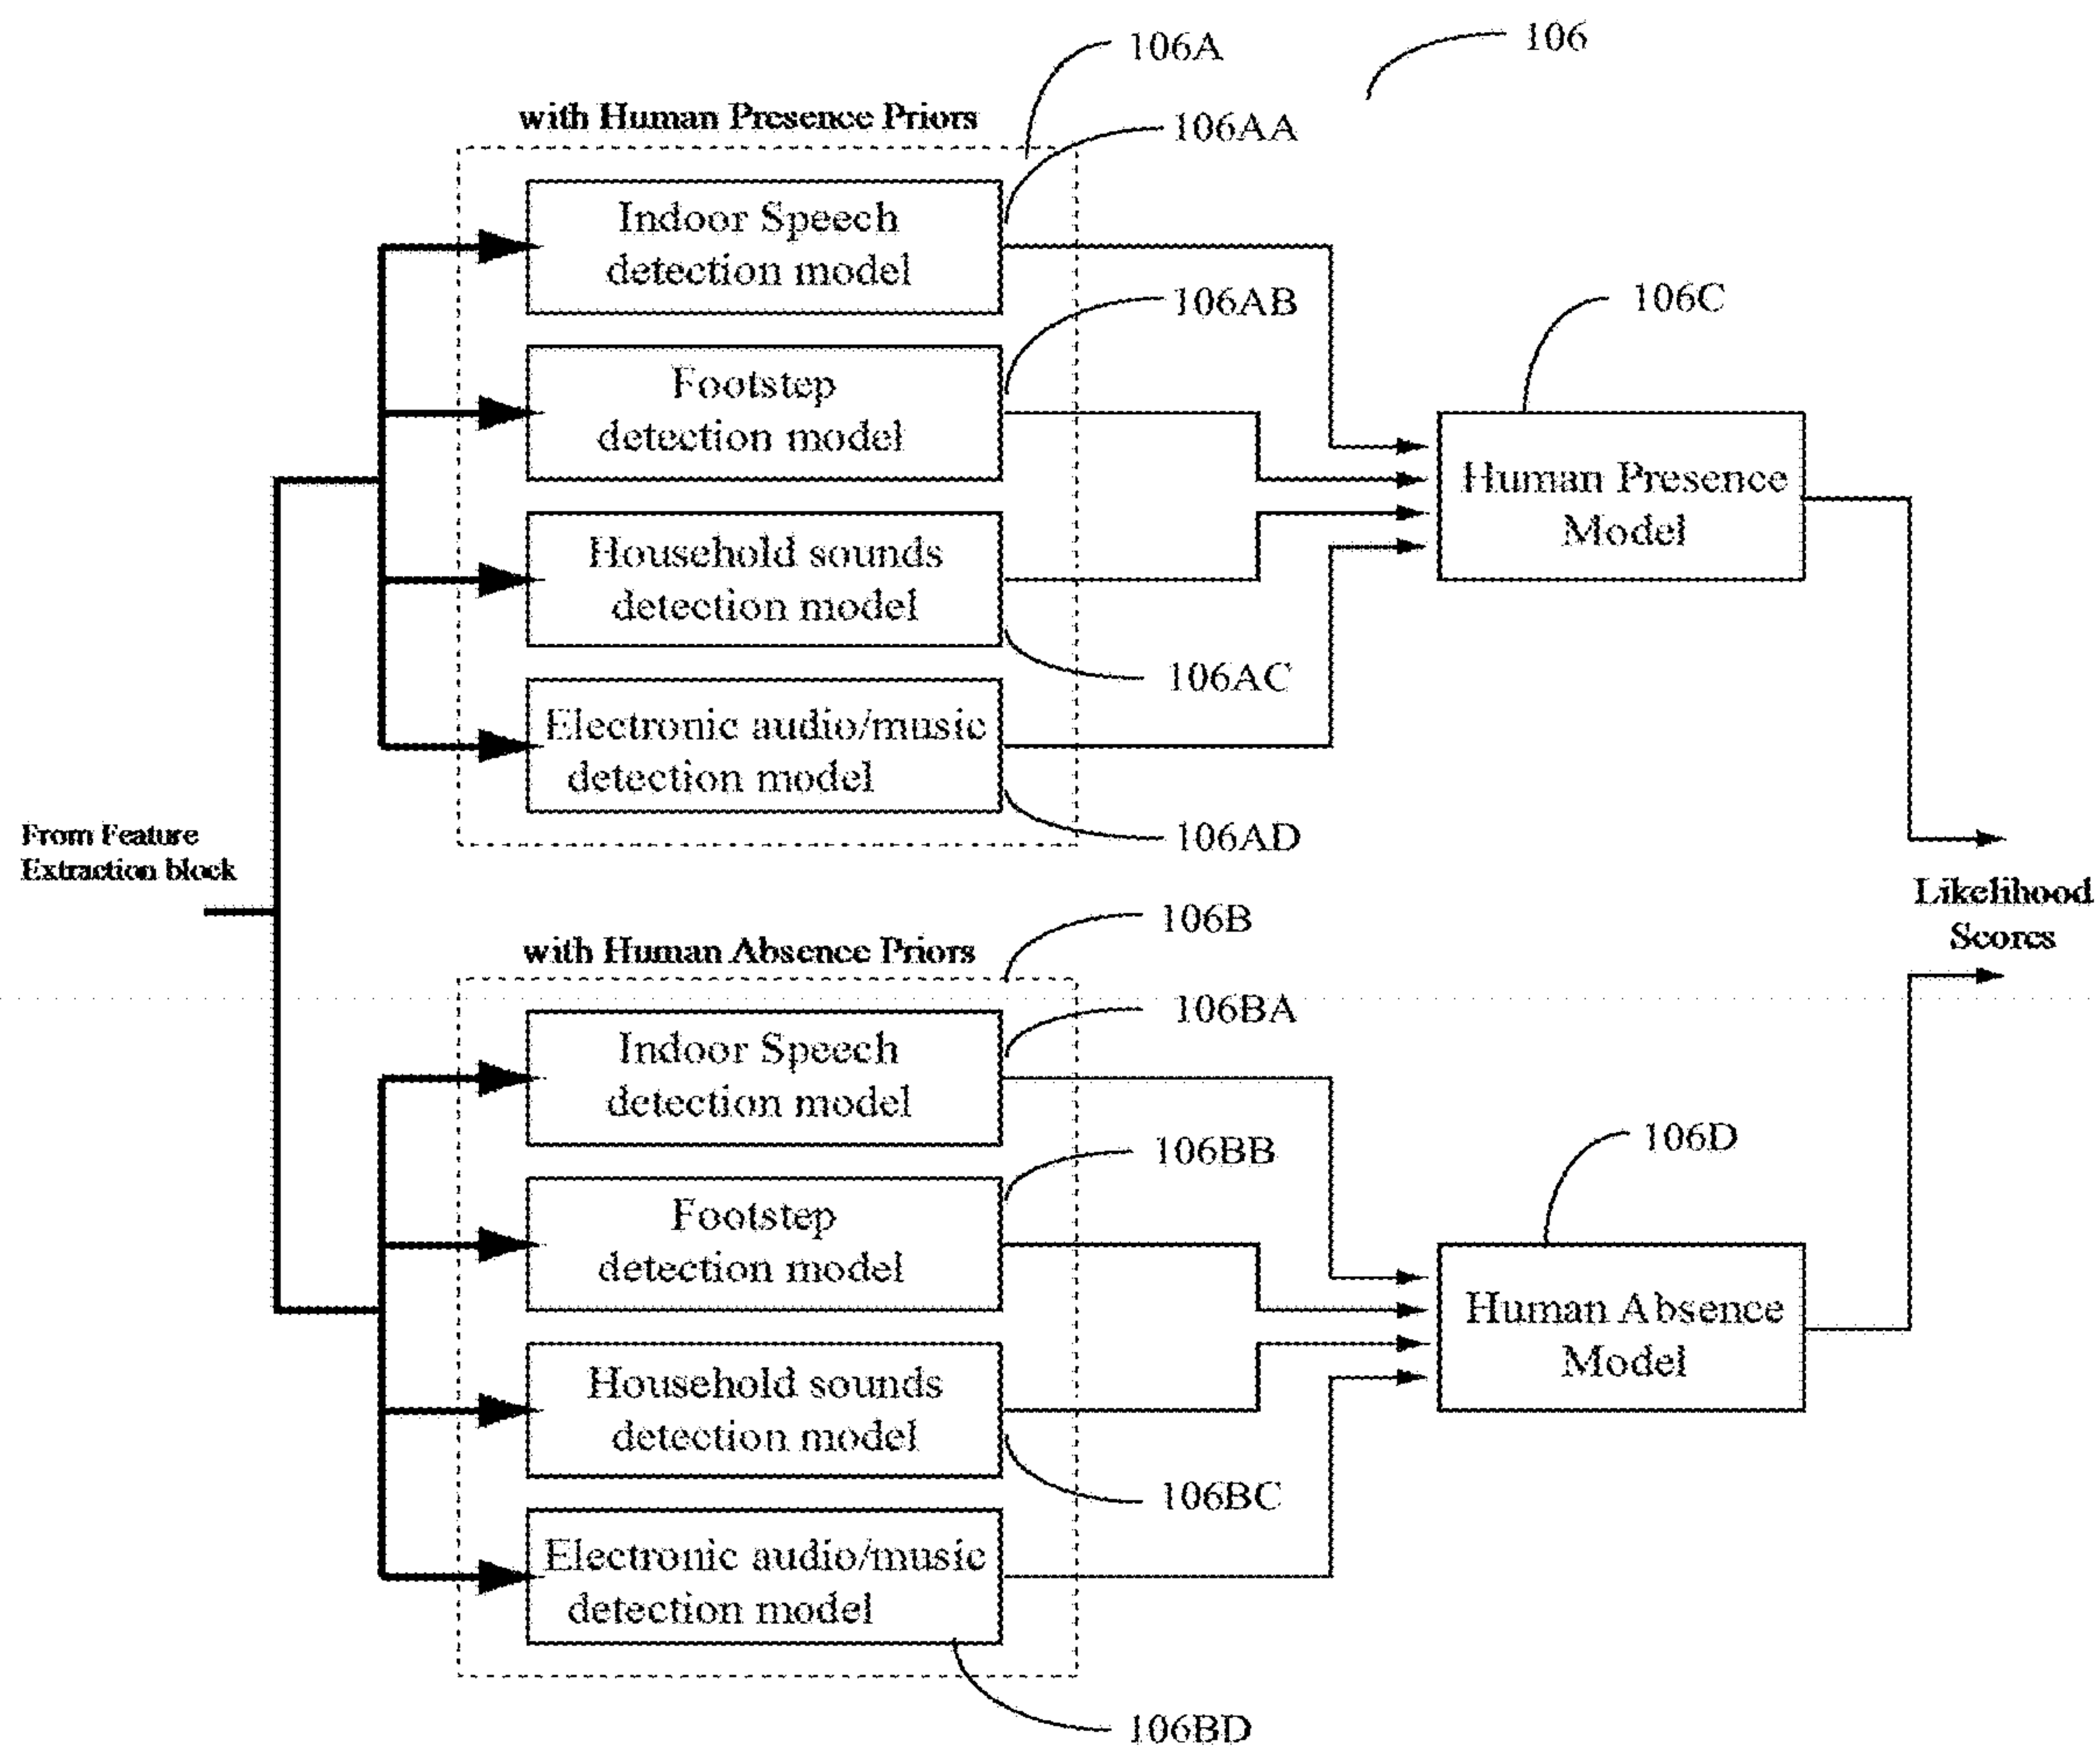 106A
106
with Human Presence Priors
106AA
Indoor Speech
detection model
106AB
106C
Footstep
detection model
Human Presence
Model
Household sounds
detection model
106AC
Electronic audio/music
detection model
106AD
From Feature
Extraction block
Likelihood
Scores
106B
with Human Absence Priors
106BA
Indoor Speech
detection model
106BB
106D
Footstep
detection model
Human Absence
Model
Household sounds
detection model
106BC
Electronic audio/music
detection model
106BD